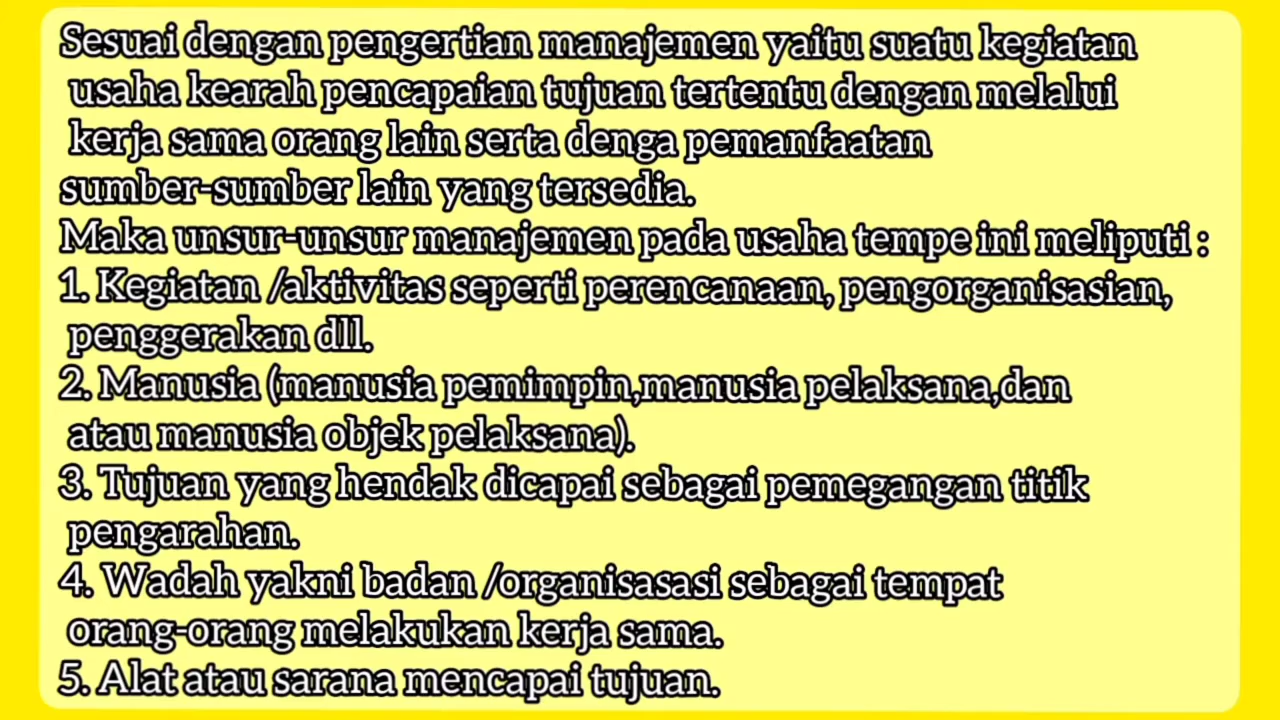 Sesuai dengan pengertian manajemen yaitu suatu kegiatan
usaha kearah pencapaian tujuan tertentu dengan melalui
kerja sama orang lain serta denga pemanfaatan
sumber-sumber lain yang tersedia.
Maka unsur-unsur manajemen pada usaha tempe ini meliputi :
1. Kegiatan /aktivitas seperti perencanaan, pengorganisasian,
penggerakan dll.
2. Manusia (manusia pemimpin,manusia pelaksana,dan
atau manusia objek pelaksana).
3. Tujuan yang hendak dicapai sebagai pemegangan titik
pengarahan.
4. Wadah yakni badan /organisasasi sebagai tempat
orang-orang melakukan kerja sama.
5. Alat atau sarana mencapai tujuan.